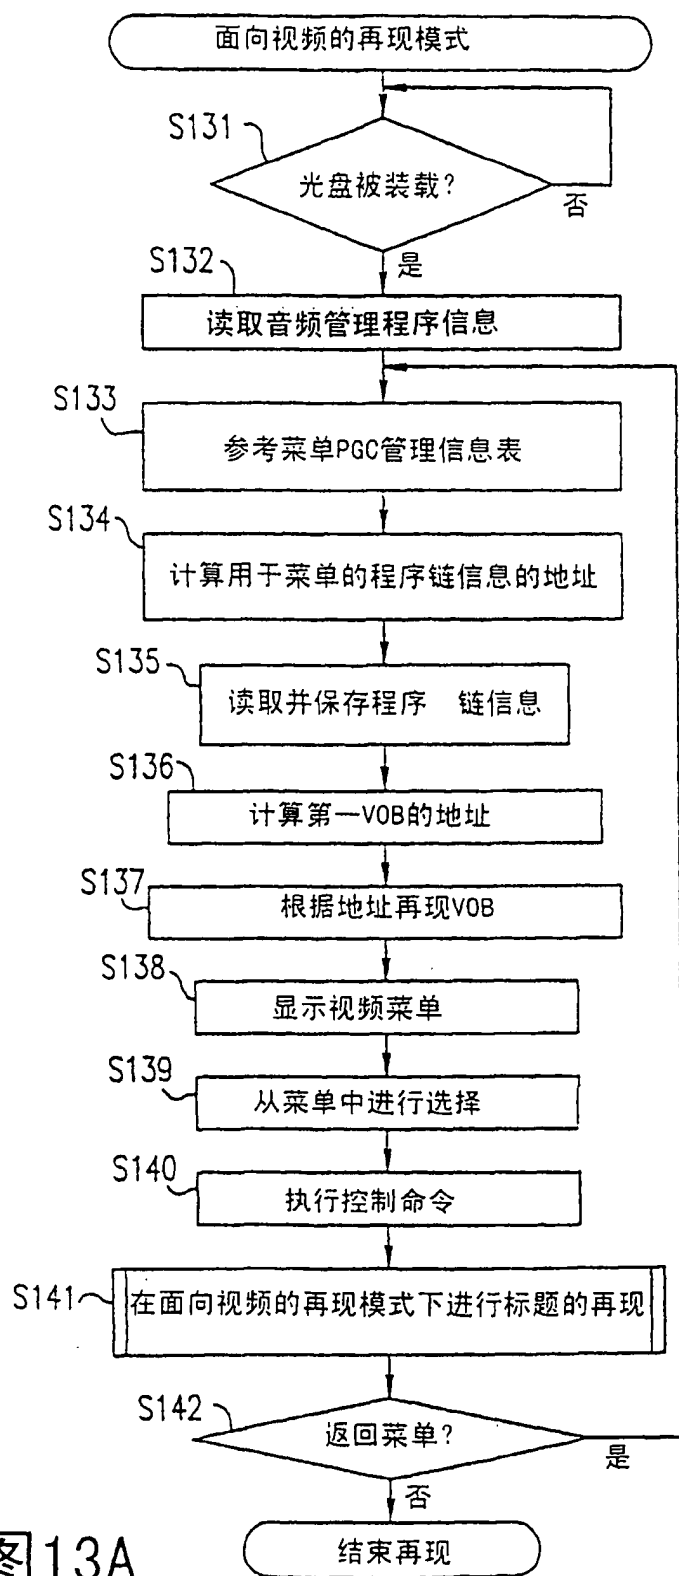 面向视频的再现模式
S131
光盘被装载?
否
是
S132
读取音频管理程序信息
S133
参考菜单PGC管理信息表
S134
计算用于菜单的程序链信息的地址
S135
读取并保存程序 链信息
S136
计算第一VOB的地址
S137
根据地址再现VOB
S138
显示视频菜单
S139
从菜单中进行选择
S140
执行控制命令
S141
在面向视频的再现模式下进行标题的再现
S142
返回菜单?
是
否
结束再现
图13A